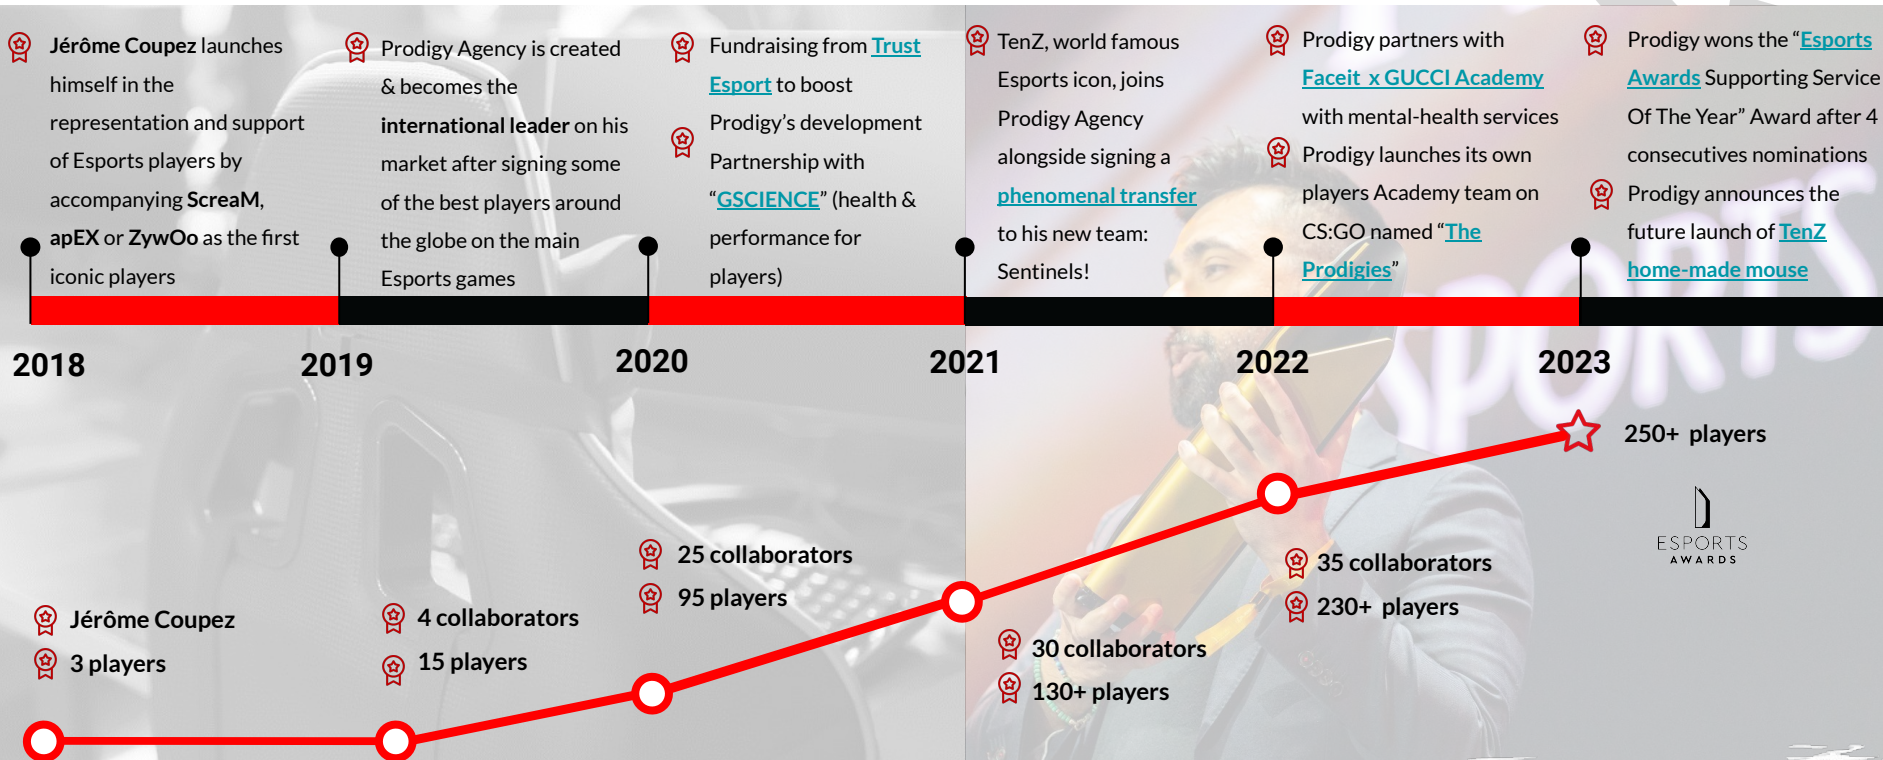 Jérôme Coupez launches
himself in the
representation and support
of Esports players by
accompanying ScreaM,
apEX or ZywOo as the first
iconic players
Prodigy Agency is created
& becomes the
international leader on his
market after signing some
of the best players around
the globe on the main
Esports games
Fundraising from Trust
Esport to boost
Prodigy’s development
Partnership with
“GSCIENCE” (health &
performance for
players)
TenZ, world famous
Esports icon, joins
Prodigy Agency
alongside signing a
phenomenal transfer
to his new team:
Sentinels!
Prodigy partners with
Faceit x GUCCI Academy
with mental-health services
Prodigy launches its own
players Academy team on
CS:GO named “The
Prodigies”
Prodigy wons the “Esports
Awards Supporting Service
Of The Year” Award after 4
consecutives nominations
Prodigy announces the
future launch of TenZ
home-made mouse
2018
2019
2020
2021
2022
2023
Jérôme Coupez
3 players
4 collaborators
15 players
25 collaborators
95 players
30 collaborators
130+ players
35 collaborators
230+ players
250+ players
ESPORTS
AWARDS
SPORTS